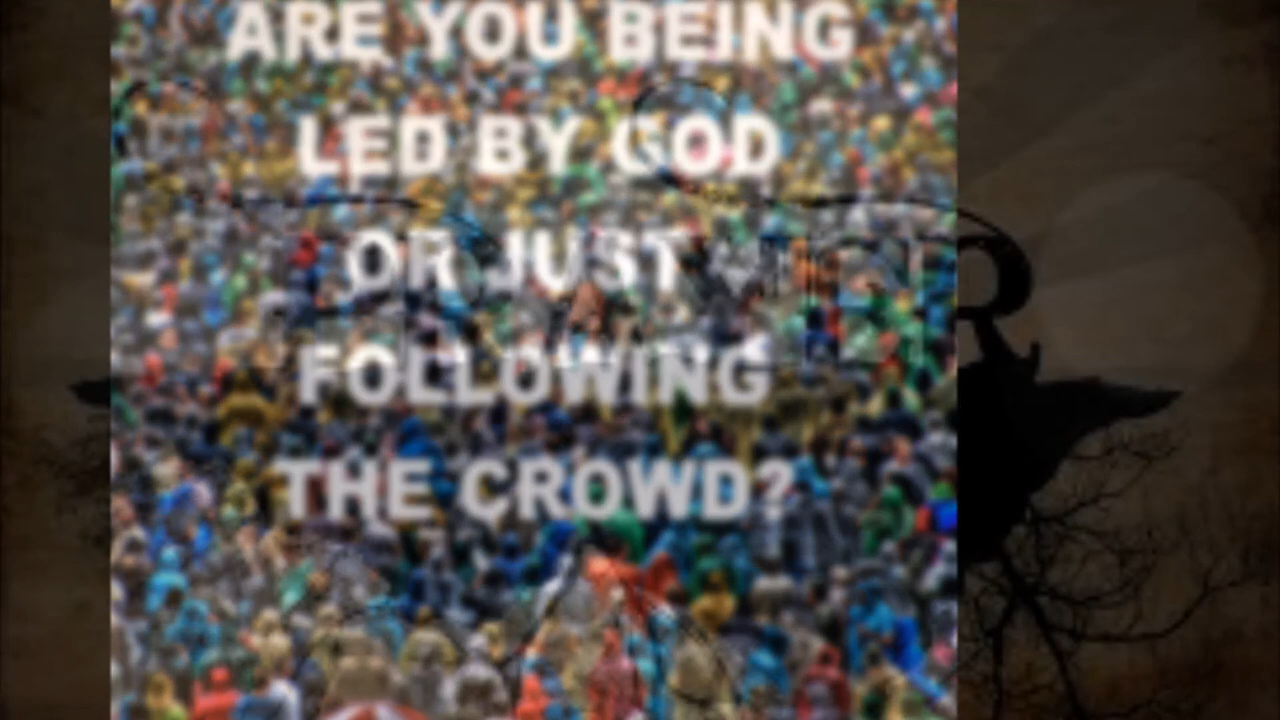 ARE YOU BEING
LED BY GOD
OR JUST
FOLLOWING
THE CROWD?